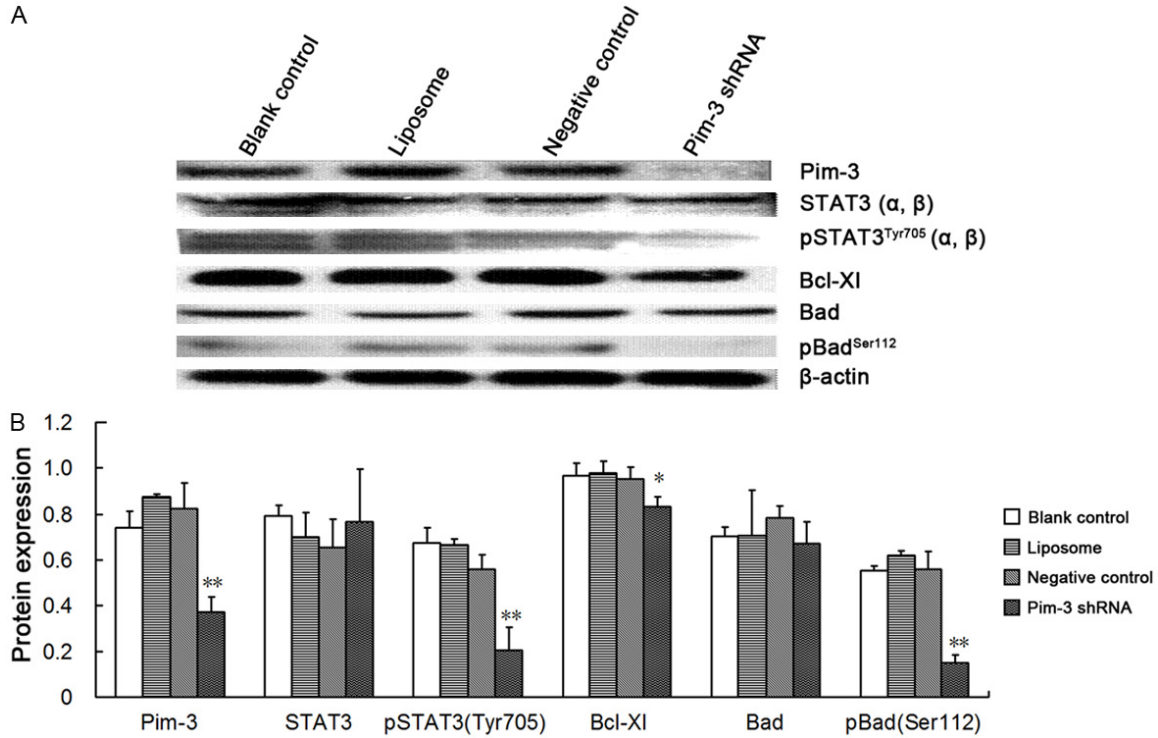 A
Blank control
Liposome
Negative control
Pim-3 shRNA
Pim-3
STAT3 (α, β)
pSTAT3Tyr705 (α, β)
Bcl-Xl
Bad
pBadSer112
β-actin
B
Protein expression
1.2
1.0
0.8
0.6
0.4
0.2
0
**
**
*
**
Pim-3
STAT3
pSTAT3(Tyr705)
Bcl-Xl
Bad
pBad(Ser112)
Blank control
Liposome
Negative control
Pim-3 shRNA